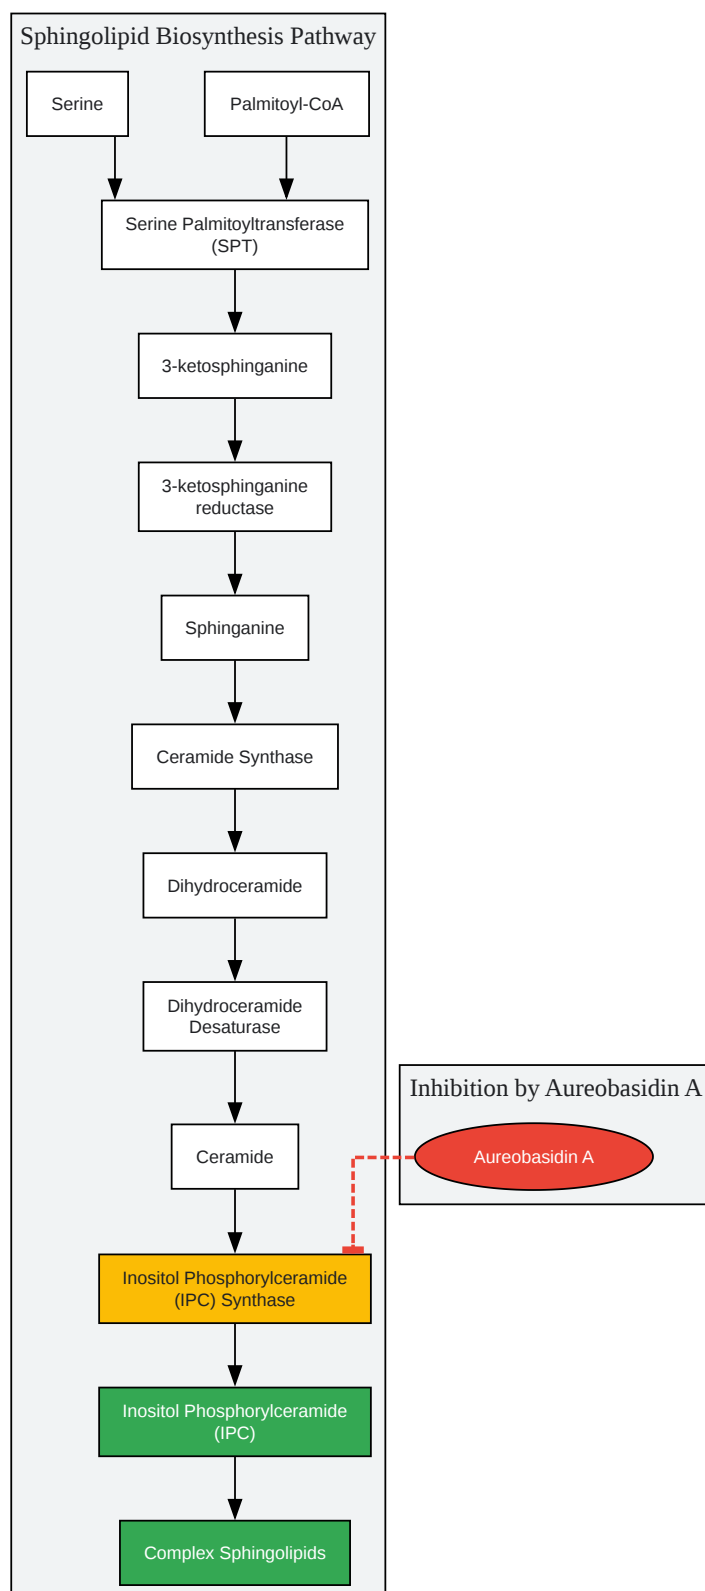 Sphingolipid Biosynthesis Pathway
Serine
Palmitoyl-CoA
Serine Palmitoyltransferase
(SPT)
3-ketosphinganine
3-ketosphinganine
reductase
Sphinganine
Ceramide Synthase
Dihydroceramide
Dihydroceramide
Desaturase
Inhibition by Aureobasidin A
Aureobasidin A
Ceramide
Inositol Phosphorylceramide
(IPC) Synthase
Inositol Phosphorylceramide
(IPC)
Complex Sphingolipids